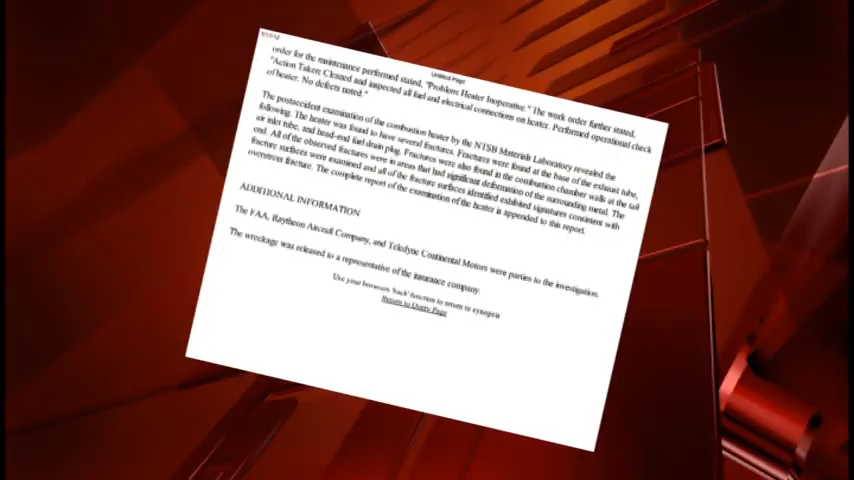 Untitled Page
order for the maintenance performed stated, "Problem: Heater Inoperative." The work order further stated,
"Action Taken: Cleaned and inspected all fuel and electrical connections on heater. Performed operational check
of heater. No defects noted."
The postaccident examination of the combustion heater by the NTSB Materials Laboratory revealed the
following. The heater was found to have several fractures. Fractures were found at the base of the exhaust tube,
air inlet tube, and head-end fuel drain plug. Fractures were also found in the combustion chamber walls at the tail
end. All of the observed fractures were in areas that had significant deformation of the surrounding metal. The
fracture surfaces were examined and all of the fracture surfaces identified exhibited signatures consistent with
overstress fracture. The complete report of the examination of the heater is appended to this report.
ADDITIONAL INFORMATION
The FAA, Raytheon Aircraft Company, and Teledyne Continental Motors were parties to the investigation.
The wreckage was released to a representative of the insurance company.
Use your browsers 'back' function to return to synopsis
Return to Query Page